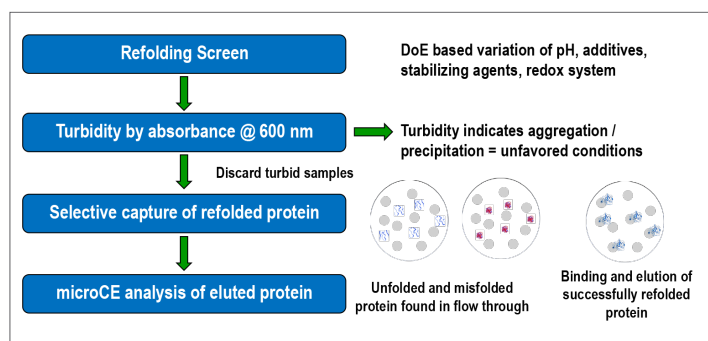 Refolding Screen
DoE based variation of pH, additives,
stabilizing agents, redox system
Turbidity by absorbance @ 600 nm
Turbidity indicates aggregation /
precipitation = unfavored conditions
Discard turbid samples
Selective capture of refolded protein
microCE analysis of eluted protein
Unfolded and misfolded
protein found in flow through
Binding and elution of
successfully refolded
protein